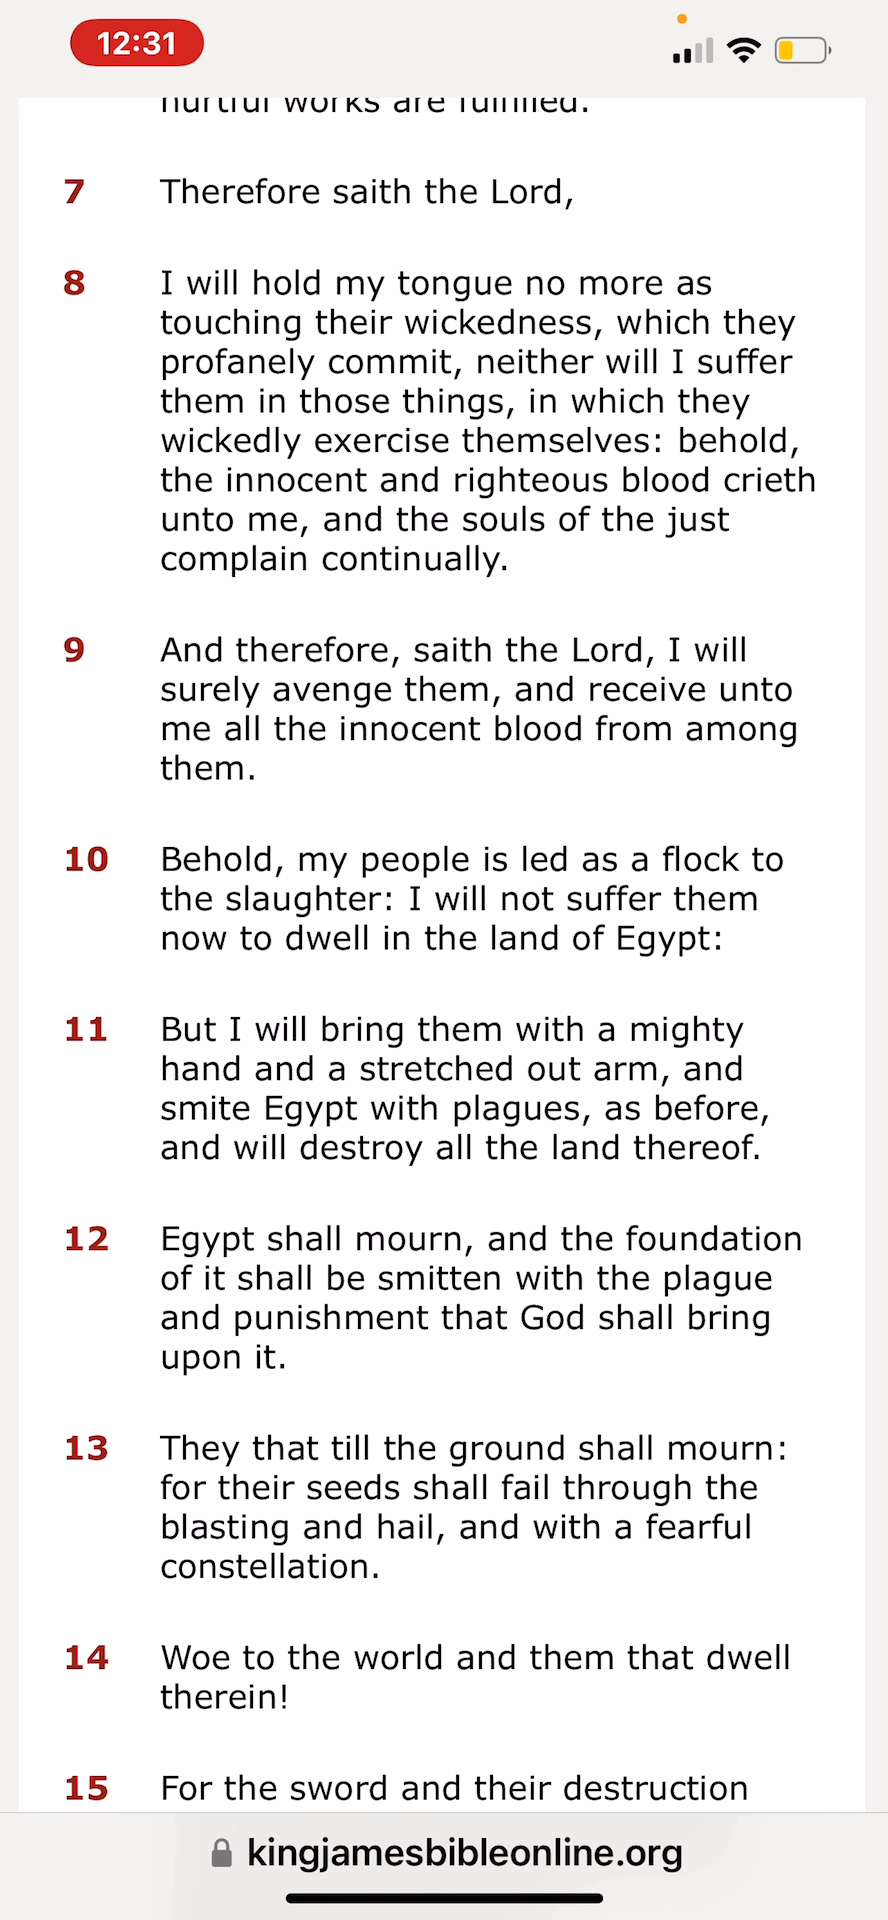 12:31
hurtful works are fulfilled.
7 Therefore saith the Lord,
8 I will hold my tongue no more as
touching their wickedness, which they
profanely commit, neither will I suffer
them in those things, in which they
wickedly exercise themselves: behold,
the innocent and righteous blood crieth
unto me, and the souls of the just
complain continually.
9 And therefore, saith the Lord, I will
surely avenge them, and receive unto
me all the innocent blood from among
them.
10 Behold, my people is led as a flock to
the slaughter: I will not suffer them
now to dwell in the land of Egypt:
11 But I will bring them with a mighty
hand and a stretched out arm, and
smite Egypt with plagues, as before,
and will destroy all the land thereof.
12 Egypt shall mourn, and the foundation
of it shall be smitten with the plague
and punishment that God shall bring
upon it.
13 They that till the ground shall mourn:
for their seeds shall fail through the
blasting and hail, and with a fearful
constellation.
14 Woe to the world and them that dwell
therein!
15 For the sword and their destruction
kingjamesbibleonline.org